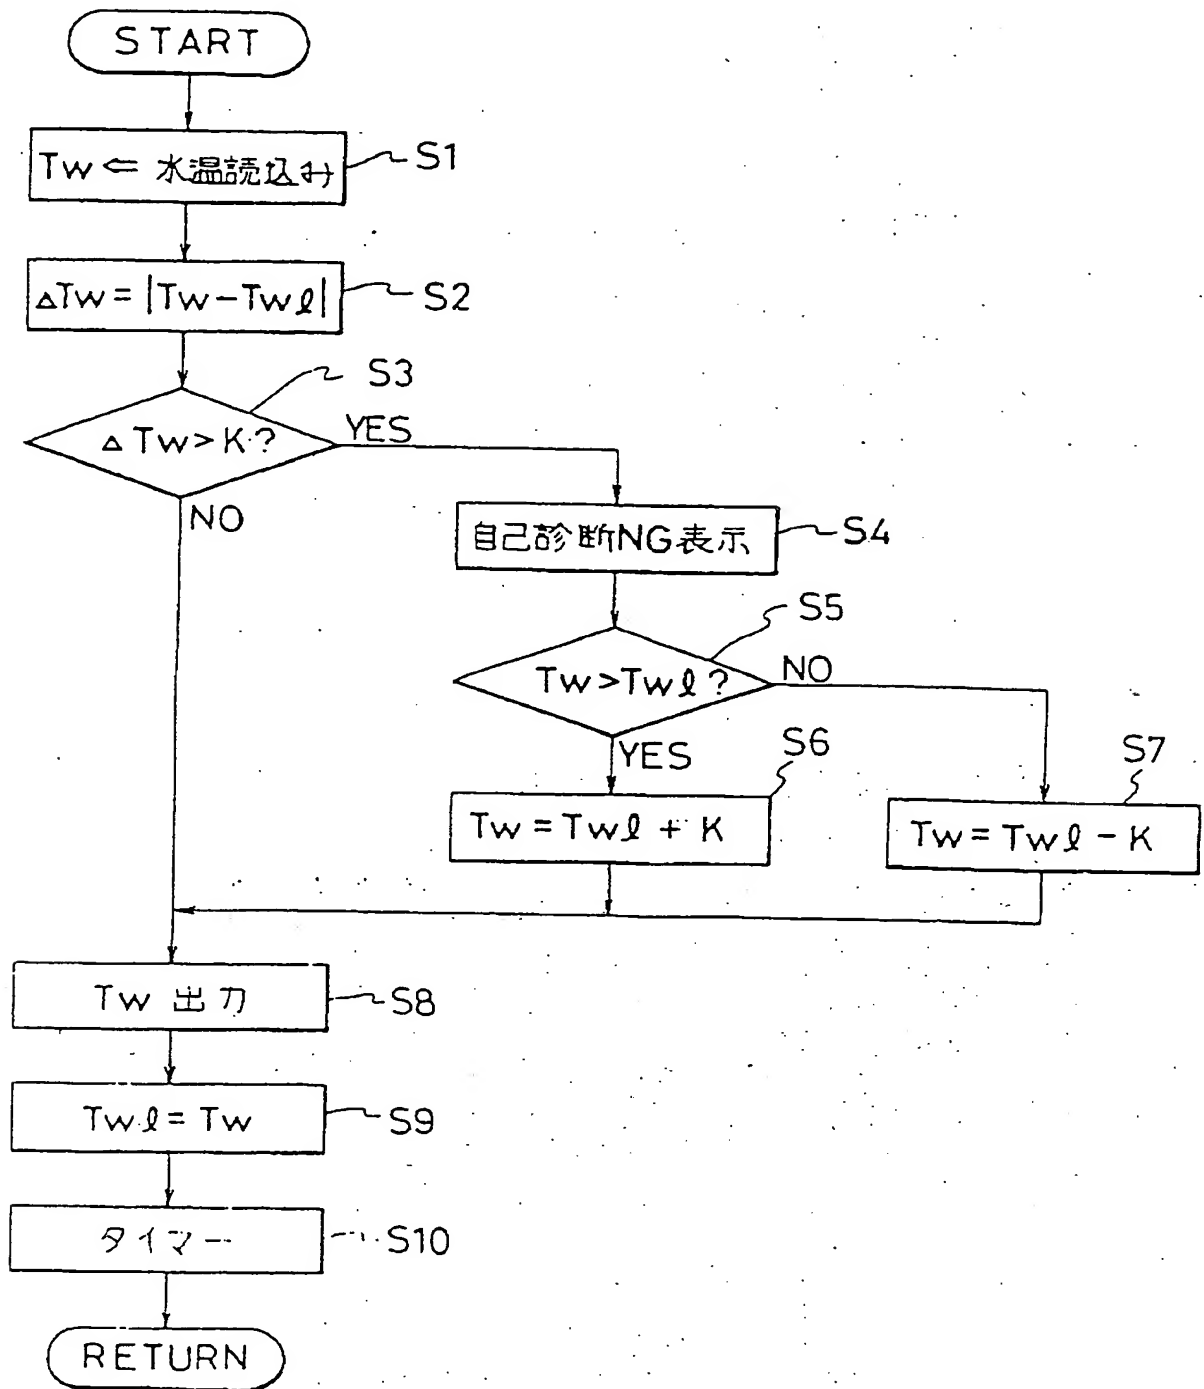 START
Tw ⇐ 水温読込み
S1
△Tw = |Tw - Twℓ|
S2
S3
△Tw > K ?
YES
NO
自己診断NG表示
S4
S5
Tw > Twℓ ?
NO
YES
S6
Tw = Twℓ + K
S7
Tw = Twℓ - K
Tw 出力
S8
Twℓ = Tw
S9
タイマー
S10
RETURN